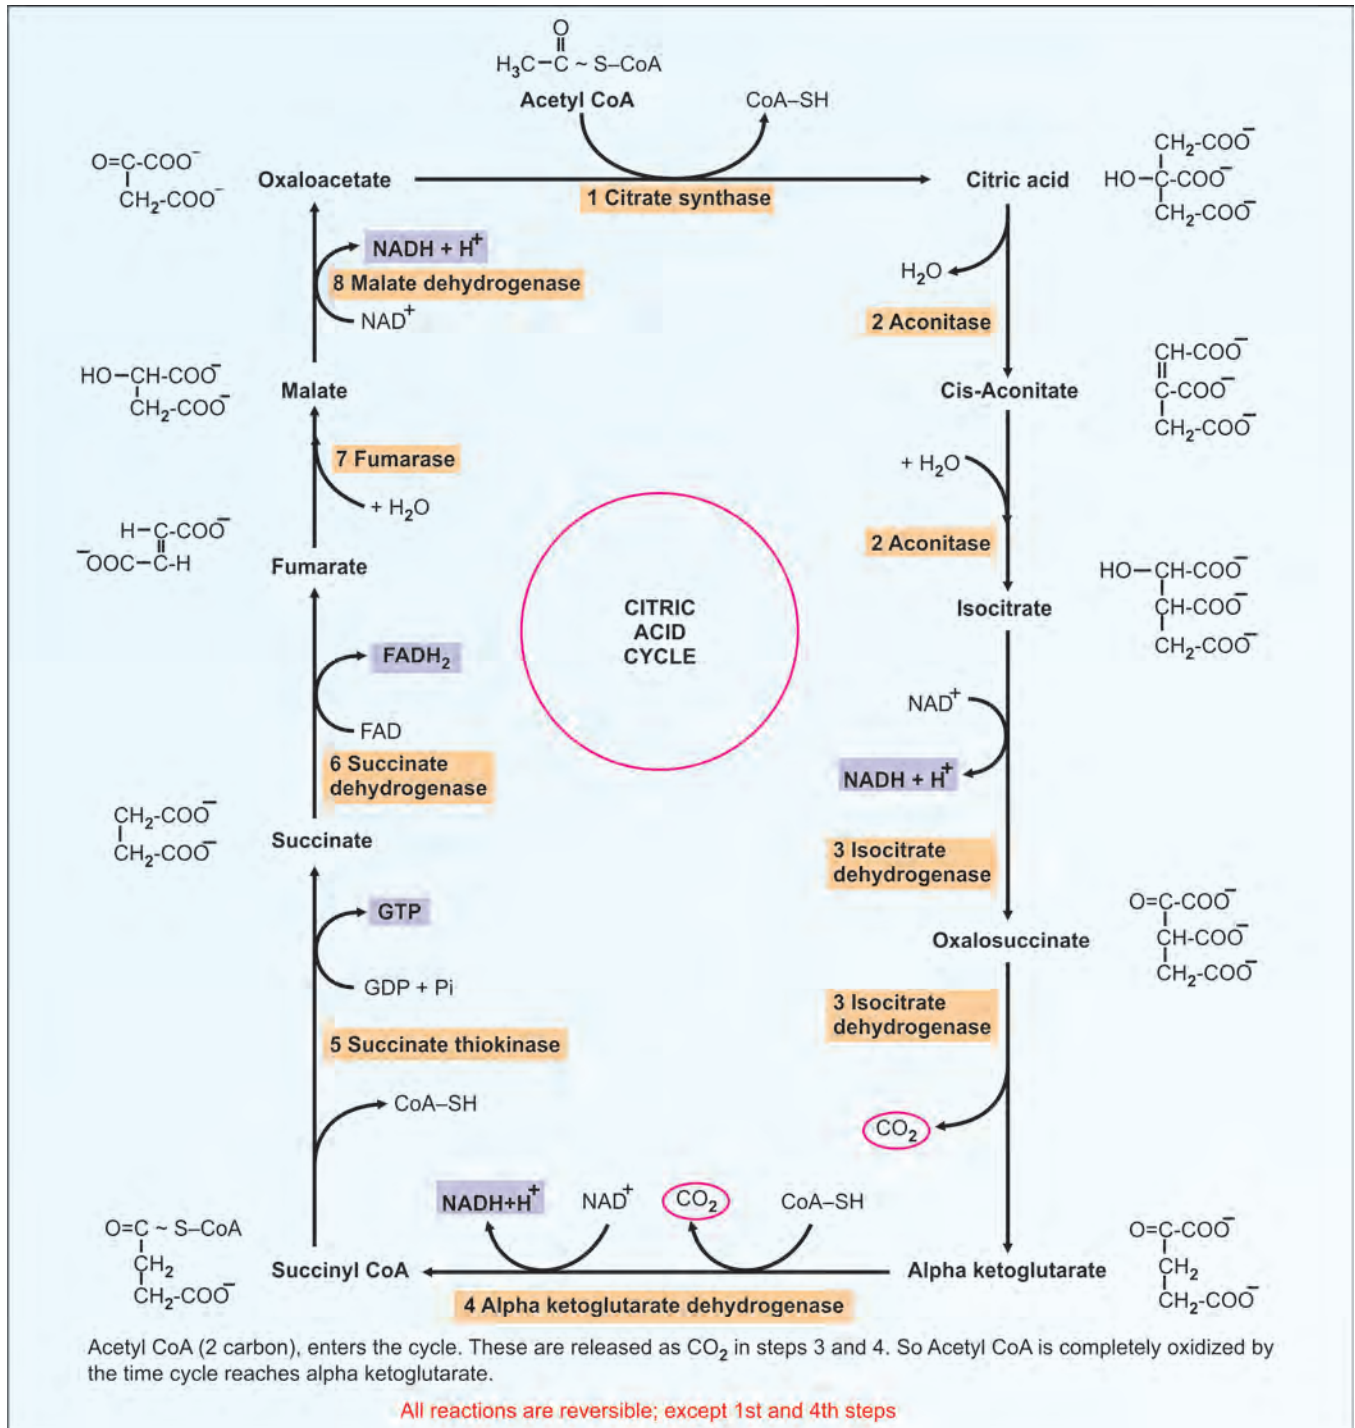 O
H3C–C ~ S–CoA
Acetyl CoA
CoA–SH
O=C-COO–
CH2-COO–
Oxaloacetate
1 Citrate synthase
Citric acid
CH2-COO–
HO–C-COO–
CH2-COO–
NADH + H+
8 Malate dehydrogenase
NAD+
H2O
2 Aconitase
HO–CH-COO–
CH2-COO–
Malate
Cis-Aconitate
CH-COO–
C-COO–
CH2-COO–
7 Fumarase
+ H2O
+ H2O
2 Aconitase
H–C-COO–
–OOC–C-H
Fumarate
CITRIC
ACID
CYCLE
Isocitrate
HO–CH-COO–
CH-COO–
CH2-COO–
FADH2
FAD
6 Succinate
dehydrogenase
NAD+
NADH + H+
3 Isocitrate
dehydrogenase
CH2-COO–
CH2-COO–
Succinate
GTP
GDP + Pi
5 Succinate thiokinase
CoA–SH
Oxalosuccinate
O=C-COO–
CH-COO–
CH2-COO–
3 Isocitrate
dehydrogenase
CO2
O=C ~ S–CoA
CH2
CH2-COO–
Succinyl CoA
NADH+H+
NAD+
CO2
CoA–SH
4 Alpha ketoglutarate dehydrogenase
Alpha ketoglutarate
O=C-COO–
CH2
CH2-COO–
Acetyl CoA (2 carbon), enters the cycle. These are released as CO2 in steps 3 and 4. So Acetyl CoA is completely oxidized by
the time cycle reaches alpha ketoglutarate.
All reactions are reversible; except 1st and 4th steps